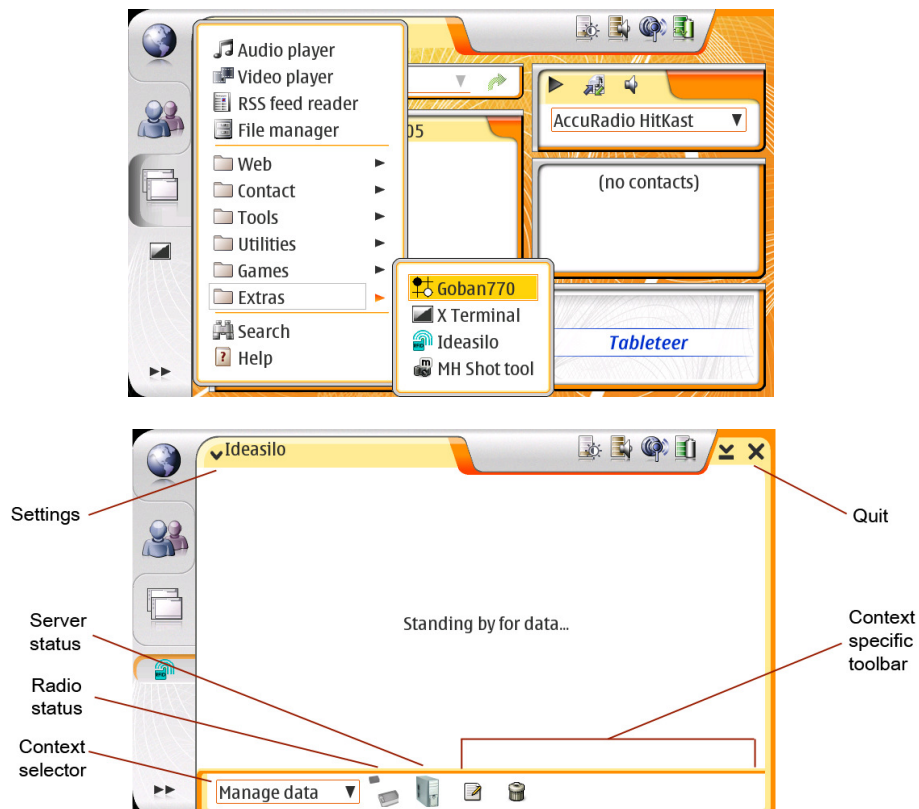 Audio player
Video player
RSS feed reader
File manager
05
AccuRadio HitKast
Web
(no contacts)
Contact
Tools
Utilities
Games
Extras
Goban770
X Terminal
Ideasilo
MH Shot tool
Search
Help
Tableteer
Ideasilo
Settings
Quit
Standing by for data...
Server
status
Context
specific
toolbar
Radio
status
Context
selector
Manage data